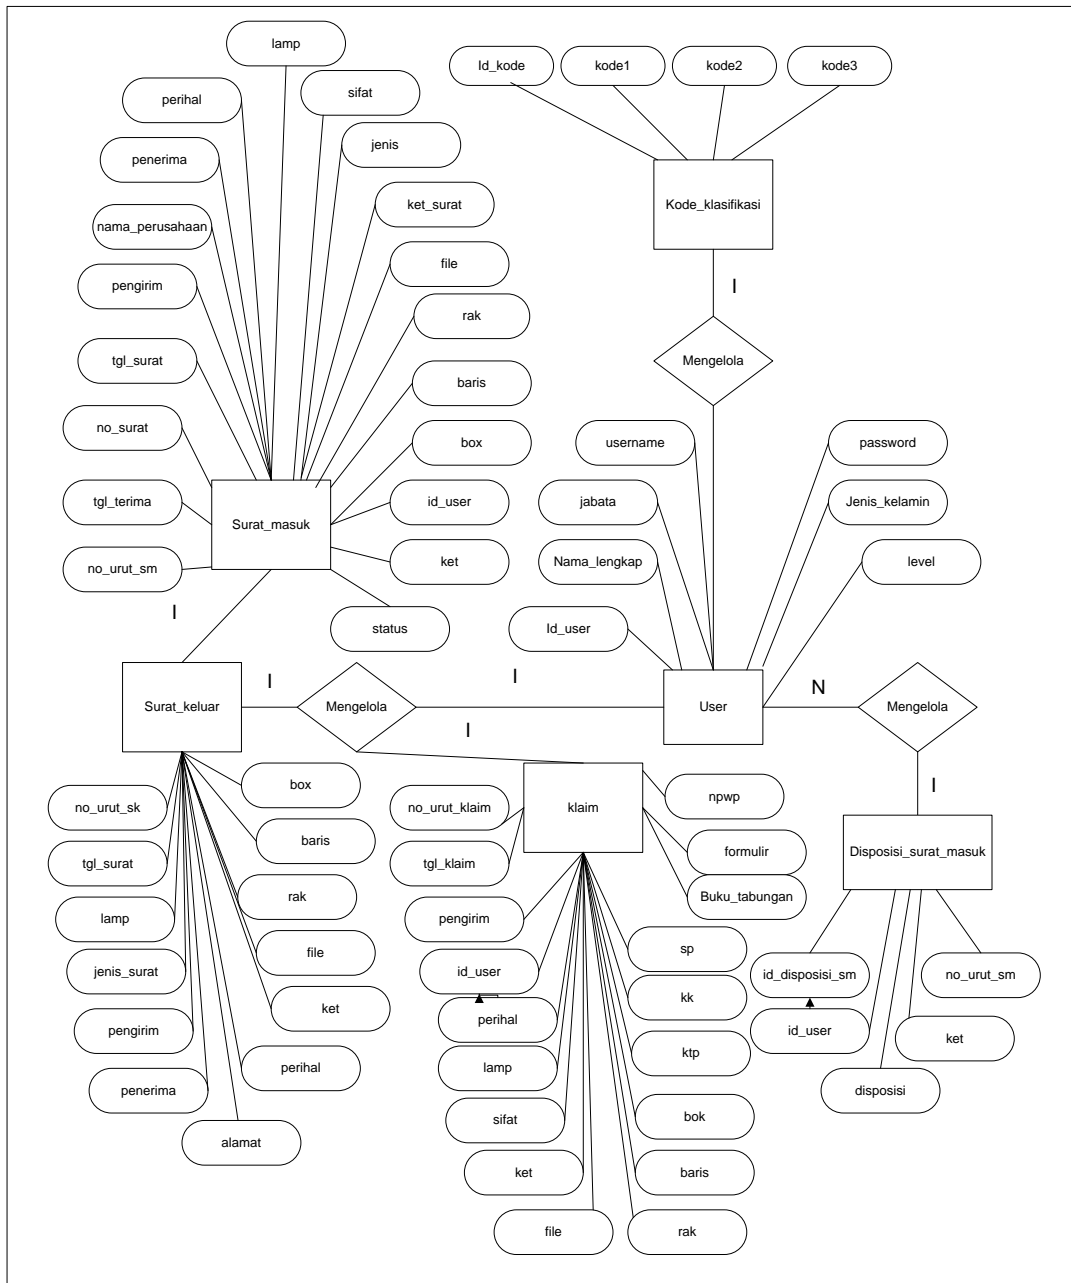 lamp
Id_kode
kode1
kode2
kode3
perihal
sifat
penerima
jenis
ket_surat
Kode_klasifikasi
nama_perusahaan
file
pengirim
I
rak
Mengelola
tgl_surat
baris
no_surat
box
username
password
tgl_terima
Surat_masuk
id_user
jabata
Jenis_kelamin
no_urut_sm
ket
Nama_lengkap
level
I
status
Id_user
Surat_keluar
I
Mengelola
I
I
User
N
Mengelola
I
box
no_urut_sk
no_urut_klaim
klaim
npwp
baris
tgl_surat
tgl_klaim
formulir
Disposisi_surat_masuk
rak
Buku_tabungan
lamp
pengirim
file
sp
jenis_surat
id_user
id_disposisi_sm
no_urut_sm
ket
kk
perihal
pengirim
id_user
ket
perihal
lamp
ktp
penerima
disposisi
sifat
bok
alamat
ket
baris
file
rak